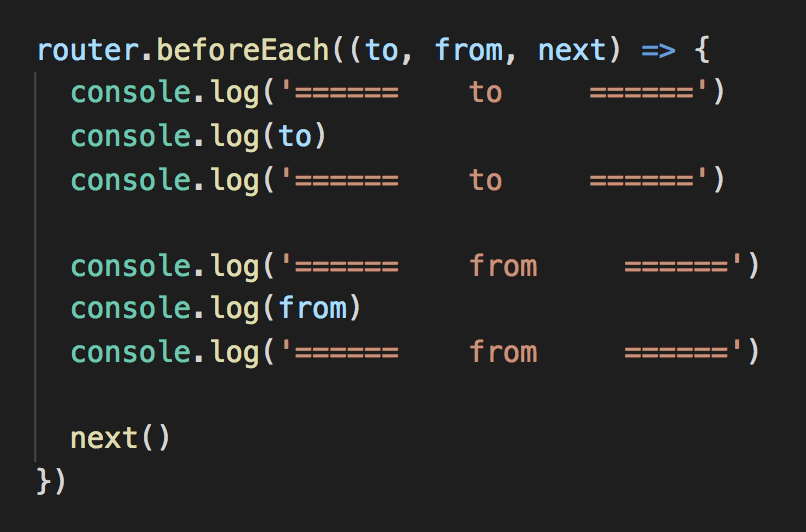 router.beforeEach((to, from, next) => {
  console.log('======    to     ======')
  console.log(to)
  console.log('======    to     ======')

  console.log('======    from     ======')
  console.log(from)
  console.log('======    from     ======')

  next()
})